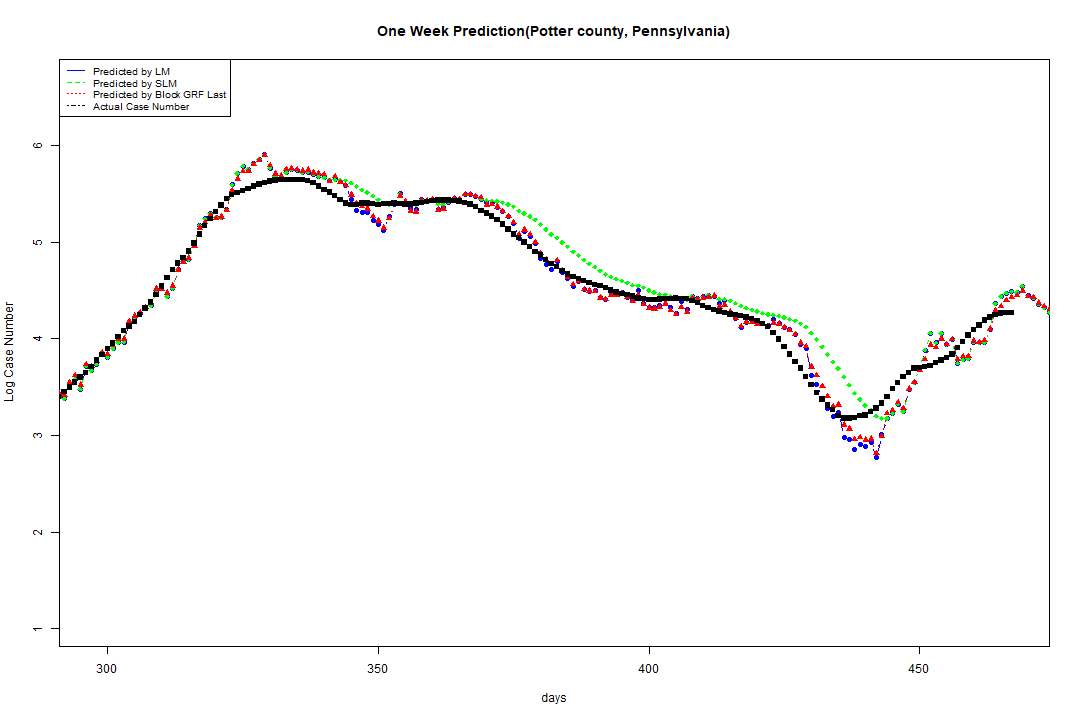 One Week Prediction(Potter county, Pennsylvania)
Predicted by LM
Predicted by SLM
Predicted by Block GRF Last
Actual Case Number
6
5
4
3
2
1
Log Case Number
300 350 400 450
days